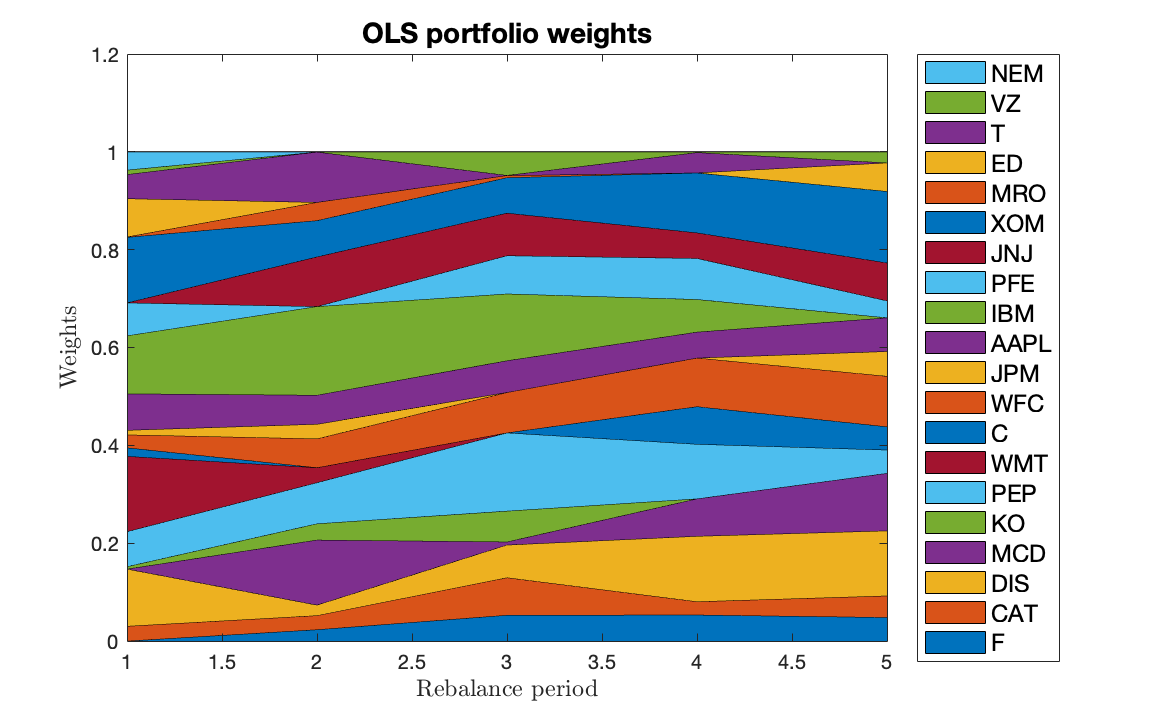 OLS portfolio weights
1.2
1
0.8
0.6
0.4
0.2
0
Weights
1
1.5
2
2.5
3
3.5
4
4.5
5
Rebalance period
NEM
VZ
T
ED
MRO
XOM
JNJ
PFE
IBM
AAPL
JPM
WFC
C
WMT
PEP
KO
MCD
DIS
CAT
F